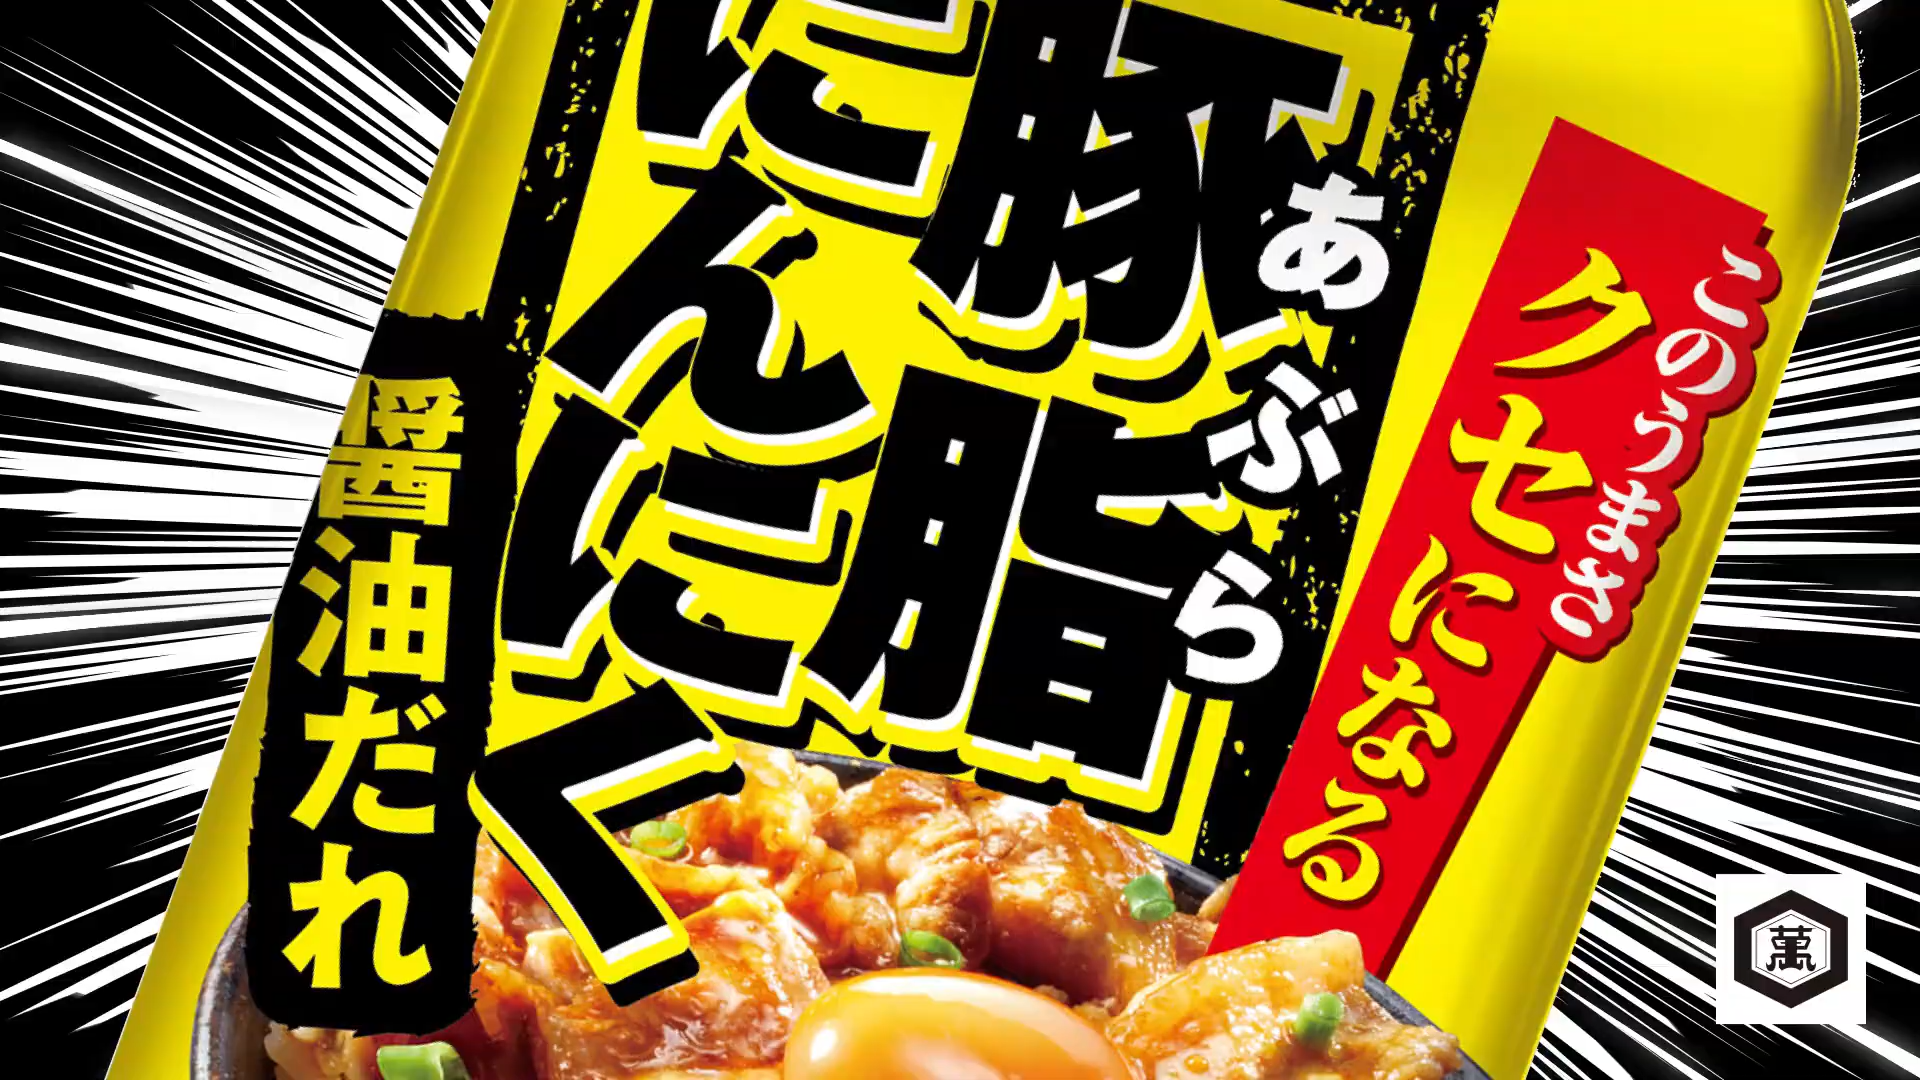 このうまさ
クセになる
豚脂
あぶら
にんにく
醤油だれ
萬